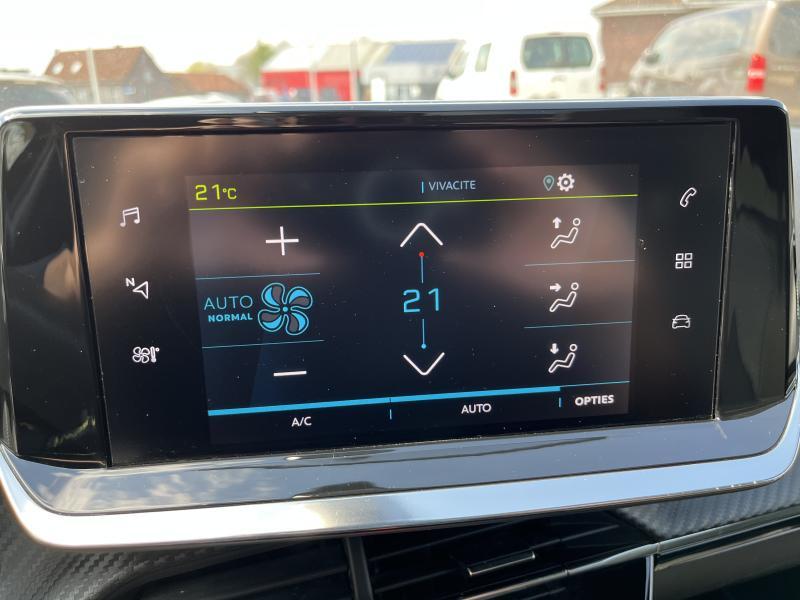 21°C
VIVACITE
N
AUTO
NORMAL
21
A/C
AUTO
OPTIES